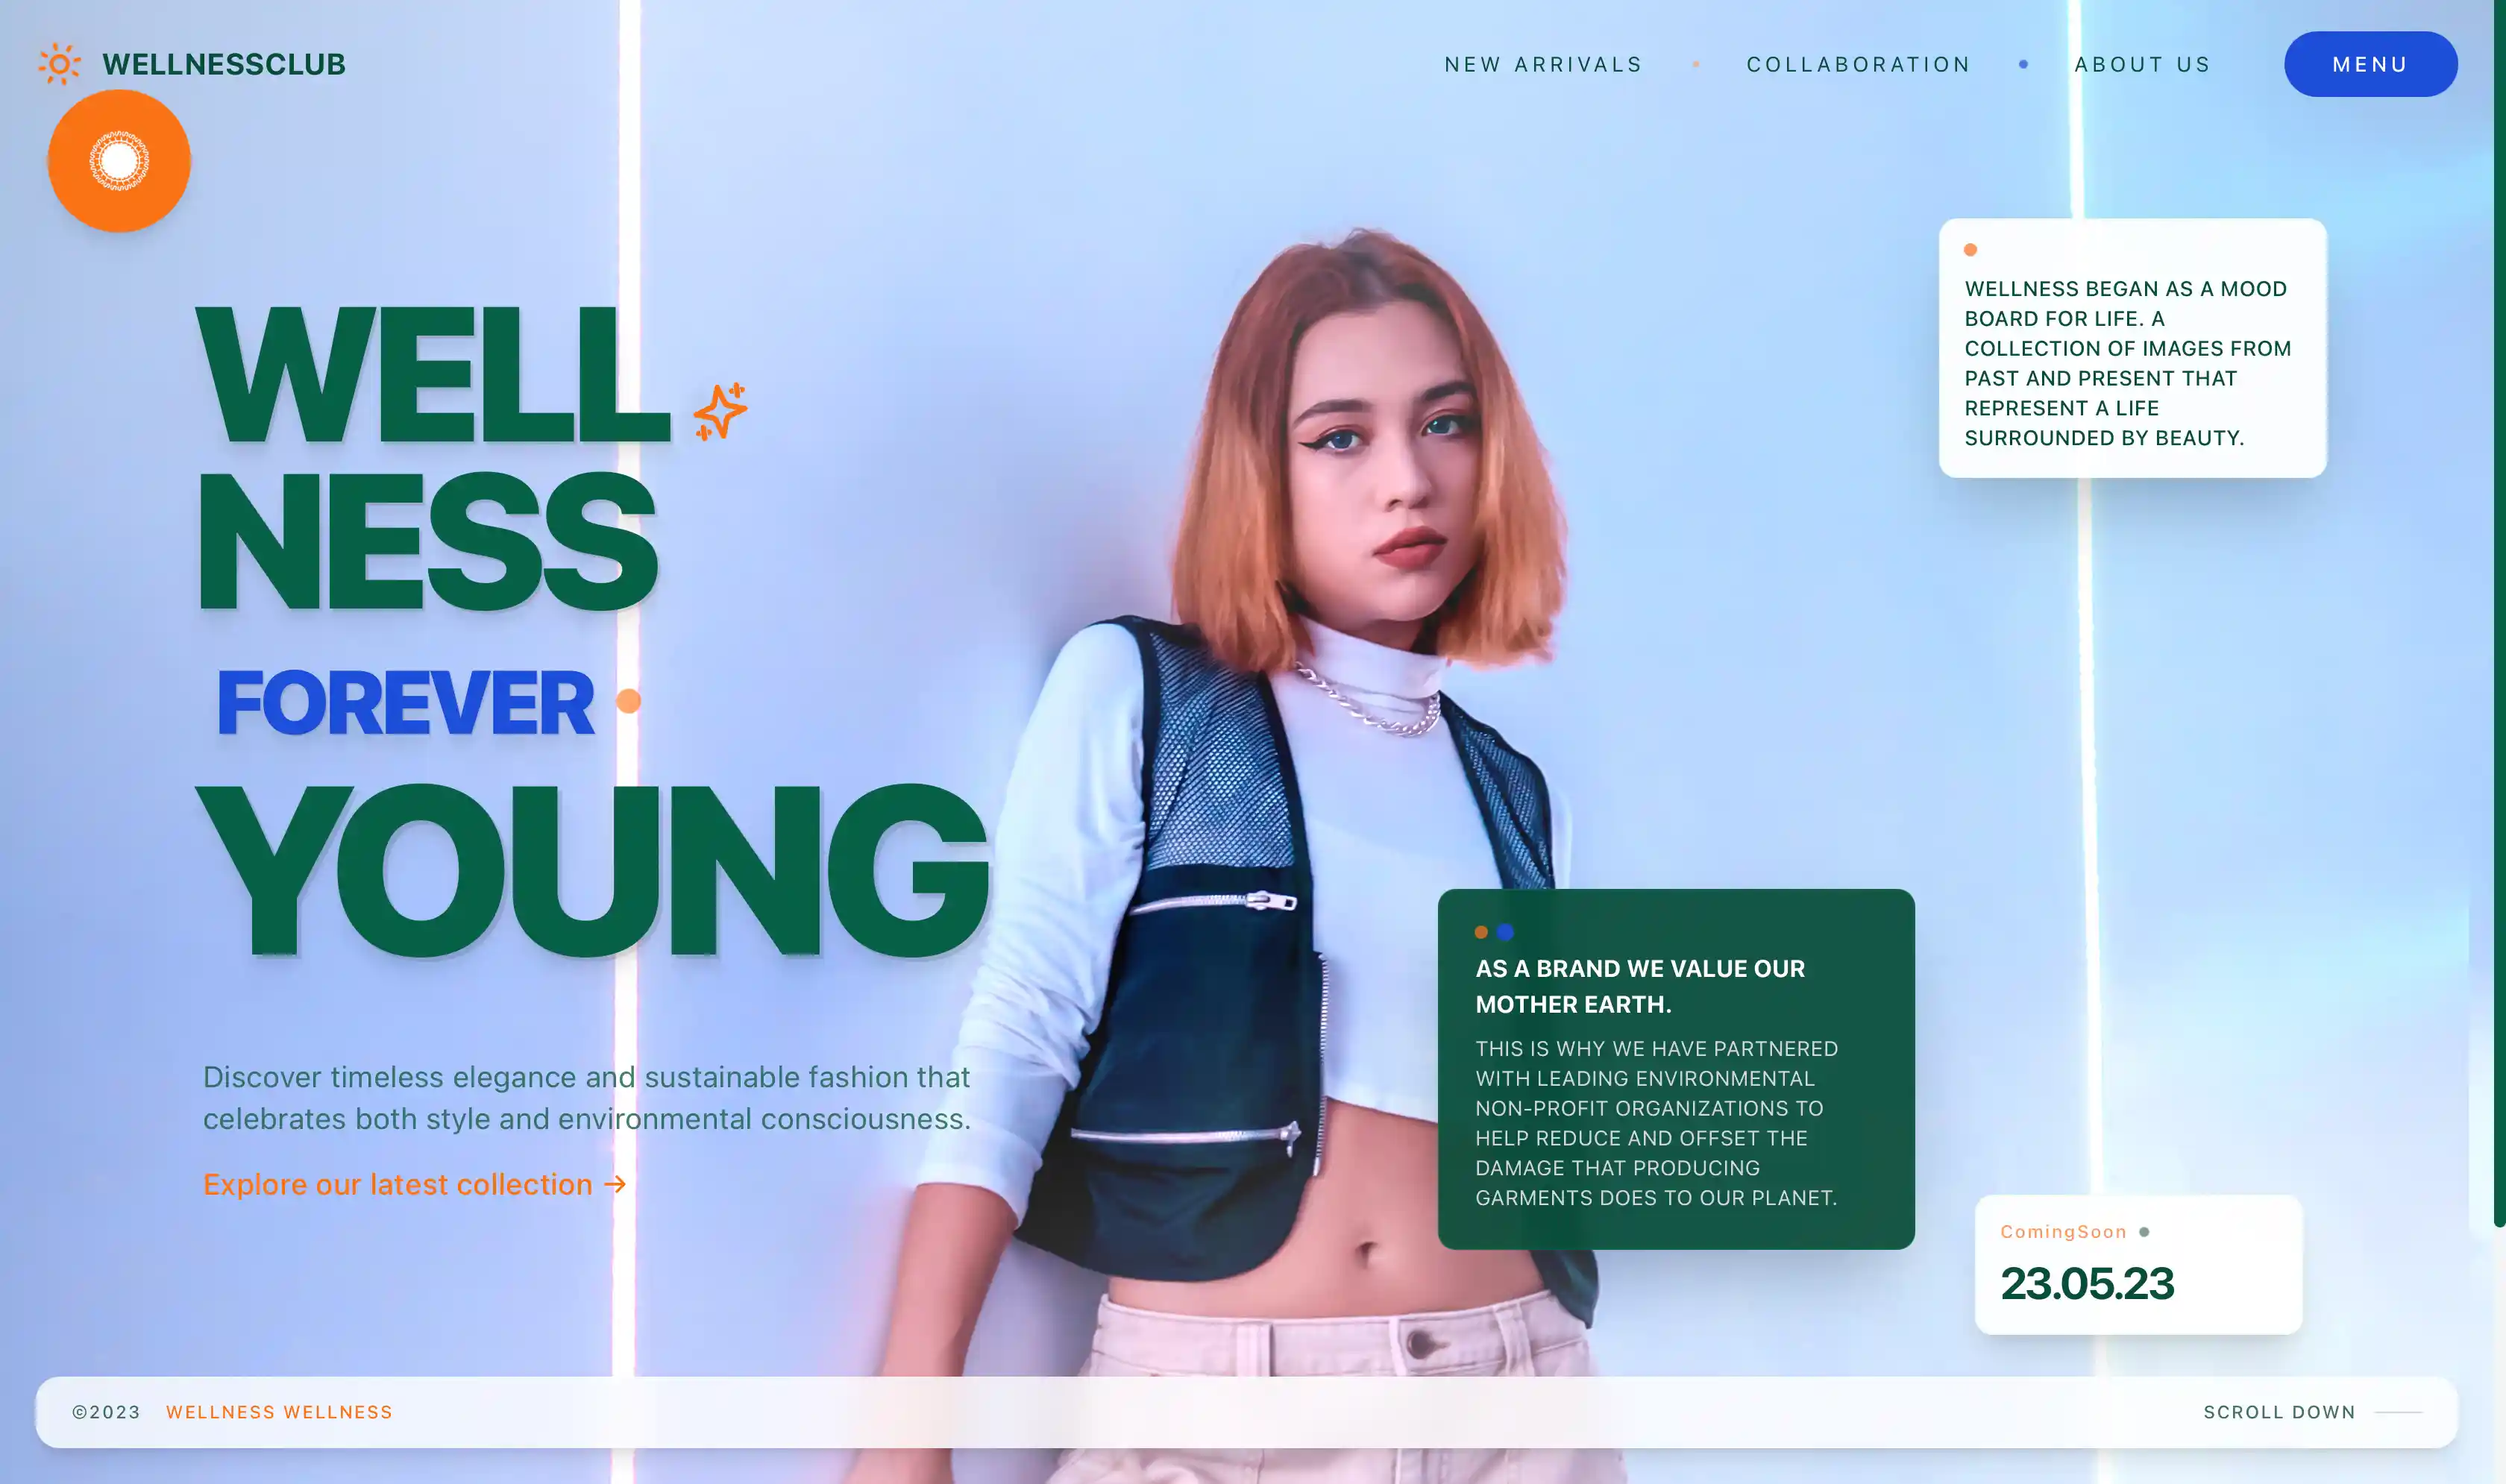 WELLNESSCLUB
NEW ARRIVALS
COLLABORATION
ABOUT US
MENU
WELL
NESS
FOREVER
YOUNG
Discover timeless elegance and sustainable fashion that
celebrates both style and environmental consciousness.
Explore our latest collection →
WELLNESS BEGAN AS A MOOD
BOARD FOR LIFE. A
COLLECTION OF IMAGES FROM
PAST AND PRESENT THAT
REPRESENT A LIFE
SURROUNDED BY BEAUTY.
AS A BRAND WE VALUE OUR
MOTHER EARTH.
THIS IS WHY WE HAVE PARTNERED
WITH LEADING ENVIRONMENTAL
NON-PROFIT ORGANIZATIONS TO
HELP REDUCE AND OFFSET THE
DAMAGE THAT PRODUCING
GARMENTS DOES TO OUR PLANET.
ComingSoon
23.05.23
©2023 WELLNESS WELLNESS
SCROLL DOWN